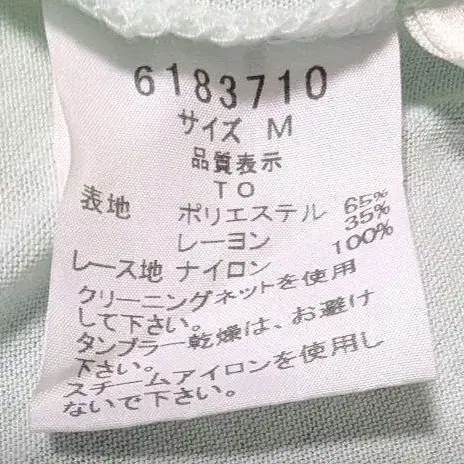 6183710
サイズ M
品質表示
TO
表地 ポリエステル 65%
レーヨン 35%
レース地 ナイロン 100%
クリーニングネットを使用
して下さい。
タンブラー乾燥は、お避け
下さい。
スチームアイロンを使用し
ないで下さい。